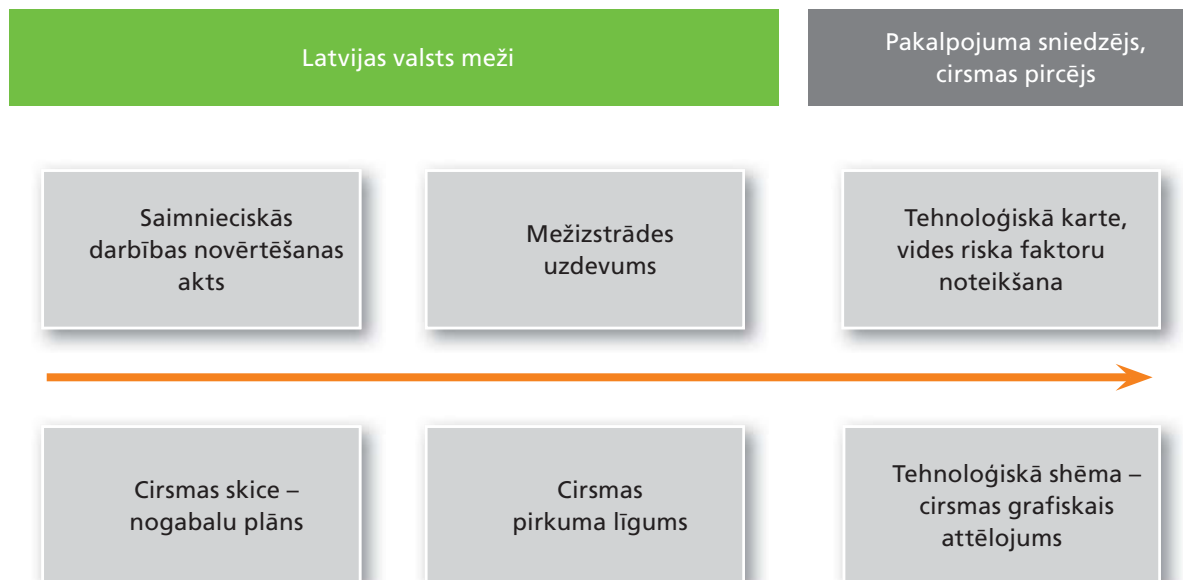 Latvijas valsts meži
Pakalpojuma sniedzējs,
cirsmas pircējs
Saimnieciskās
darbības novērtēšanas
akts
Mežizstrādes
uzdevums
Tehnoloģiskā karte,
vides riska faktoru
noteikšana
Cirsmas skice –
nogabalu plāns
Cirsmas
pirkuma līgums
Tehnoloģiskā shēma –
cirsmas grafiskais
attēlojums